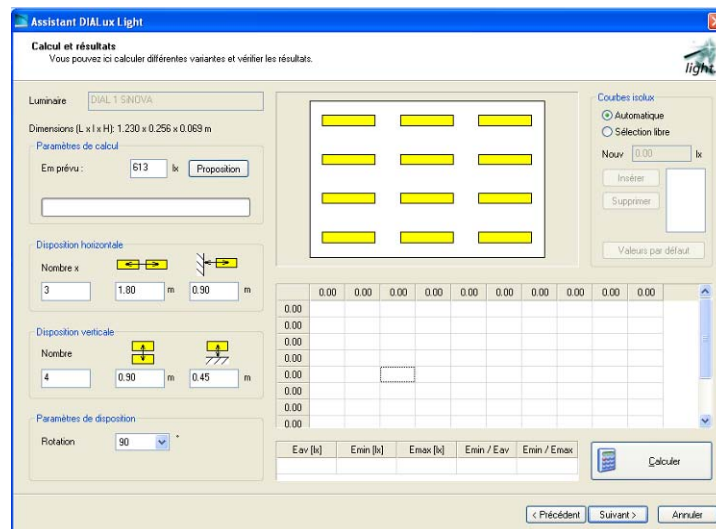 Assistant DIALux Light
Calcul et résultats
Vous pouvez ici calculer différentes variantes et vérifier les résultats.
light
Luminaire DIAL 1 SiNOVA
Dimensions (L x l x H): 1.230 x 0.256 x 0.069 m
Paramètres de calcul
Em prévu : 613 lx Proposition
Disposition horizontale
Nombre x
3 1.80 m 0.90 m
Disposition verticale
Nombre
4 0.90 m 0.45 m
Paramètres de disposition
Rotation 90 °
Courbes isolux
Automatique
Sélection libre
Nouv 0.00 lx
Insérer
Supprimer
Valeurs par défaut
0.00 0.00 0.00 0.00 0.00 0.00 0.00 0.00 0.00 0.00
0.00
0.00
0.00
0.00
0.00
0.00
0.00
0.00
Eav [lx] Emin [lx] Emax [lx] Emin / Eav Emin / Emax
Calculer
< Précédent Suivant > Annuler